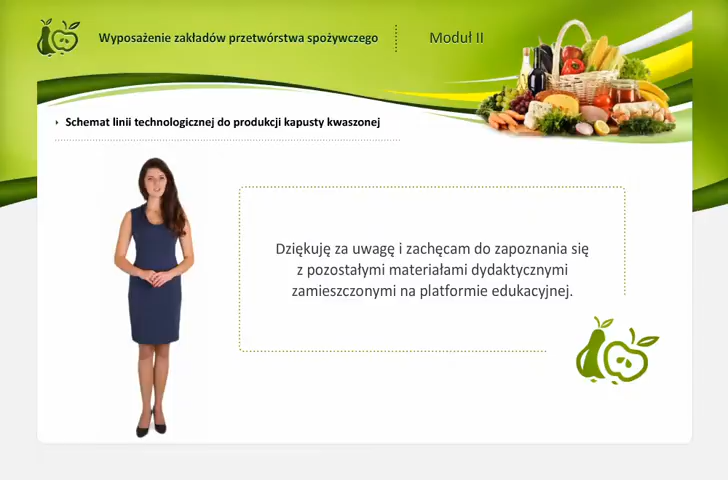 Wyposażenie zakładów przetwórstwa spożywczego
Moduł II
Schemat linii technologicznej do produkcji kapusty kwaszonej
Dziękuję za uwagę i zachęcam do zapoznania się
z pozostałymi materiałami dydaktycznymi
zamieszczonymi na platformie edukacyjnej.